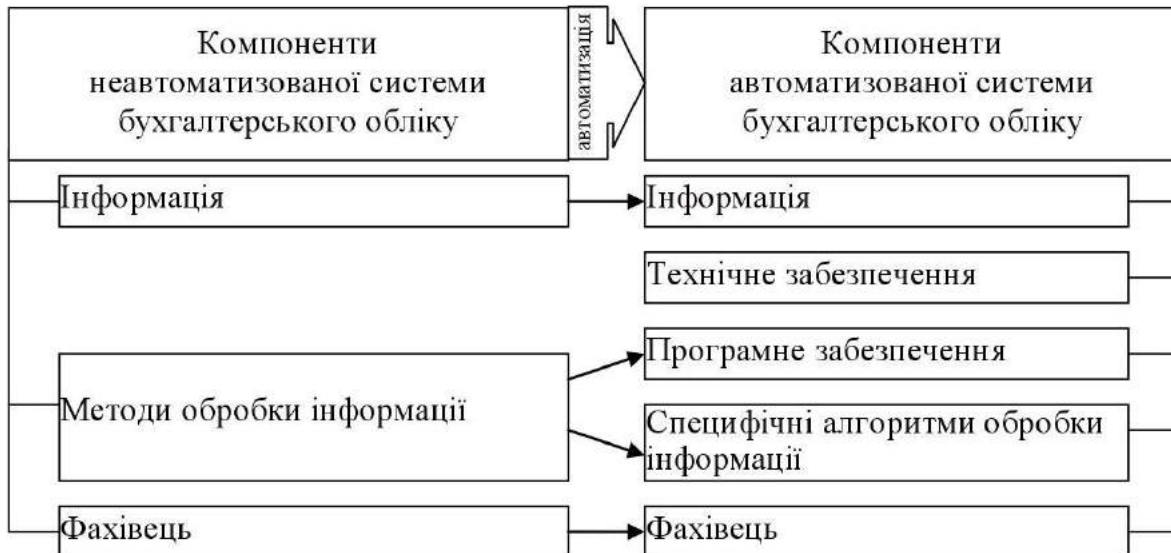 Компоненти
неавтоматизованої системи
бухгалтерського обліку
автоматизація
Компоненти
автоматизованої системи
бухгалтерського обліку
Інформація
Інформація
Технічне забезпечення
Програмне забезпечення
Методи обробки інформації
Специфічні алгоритми обробки
інформації
Фахівець
Фахівець